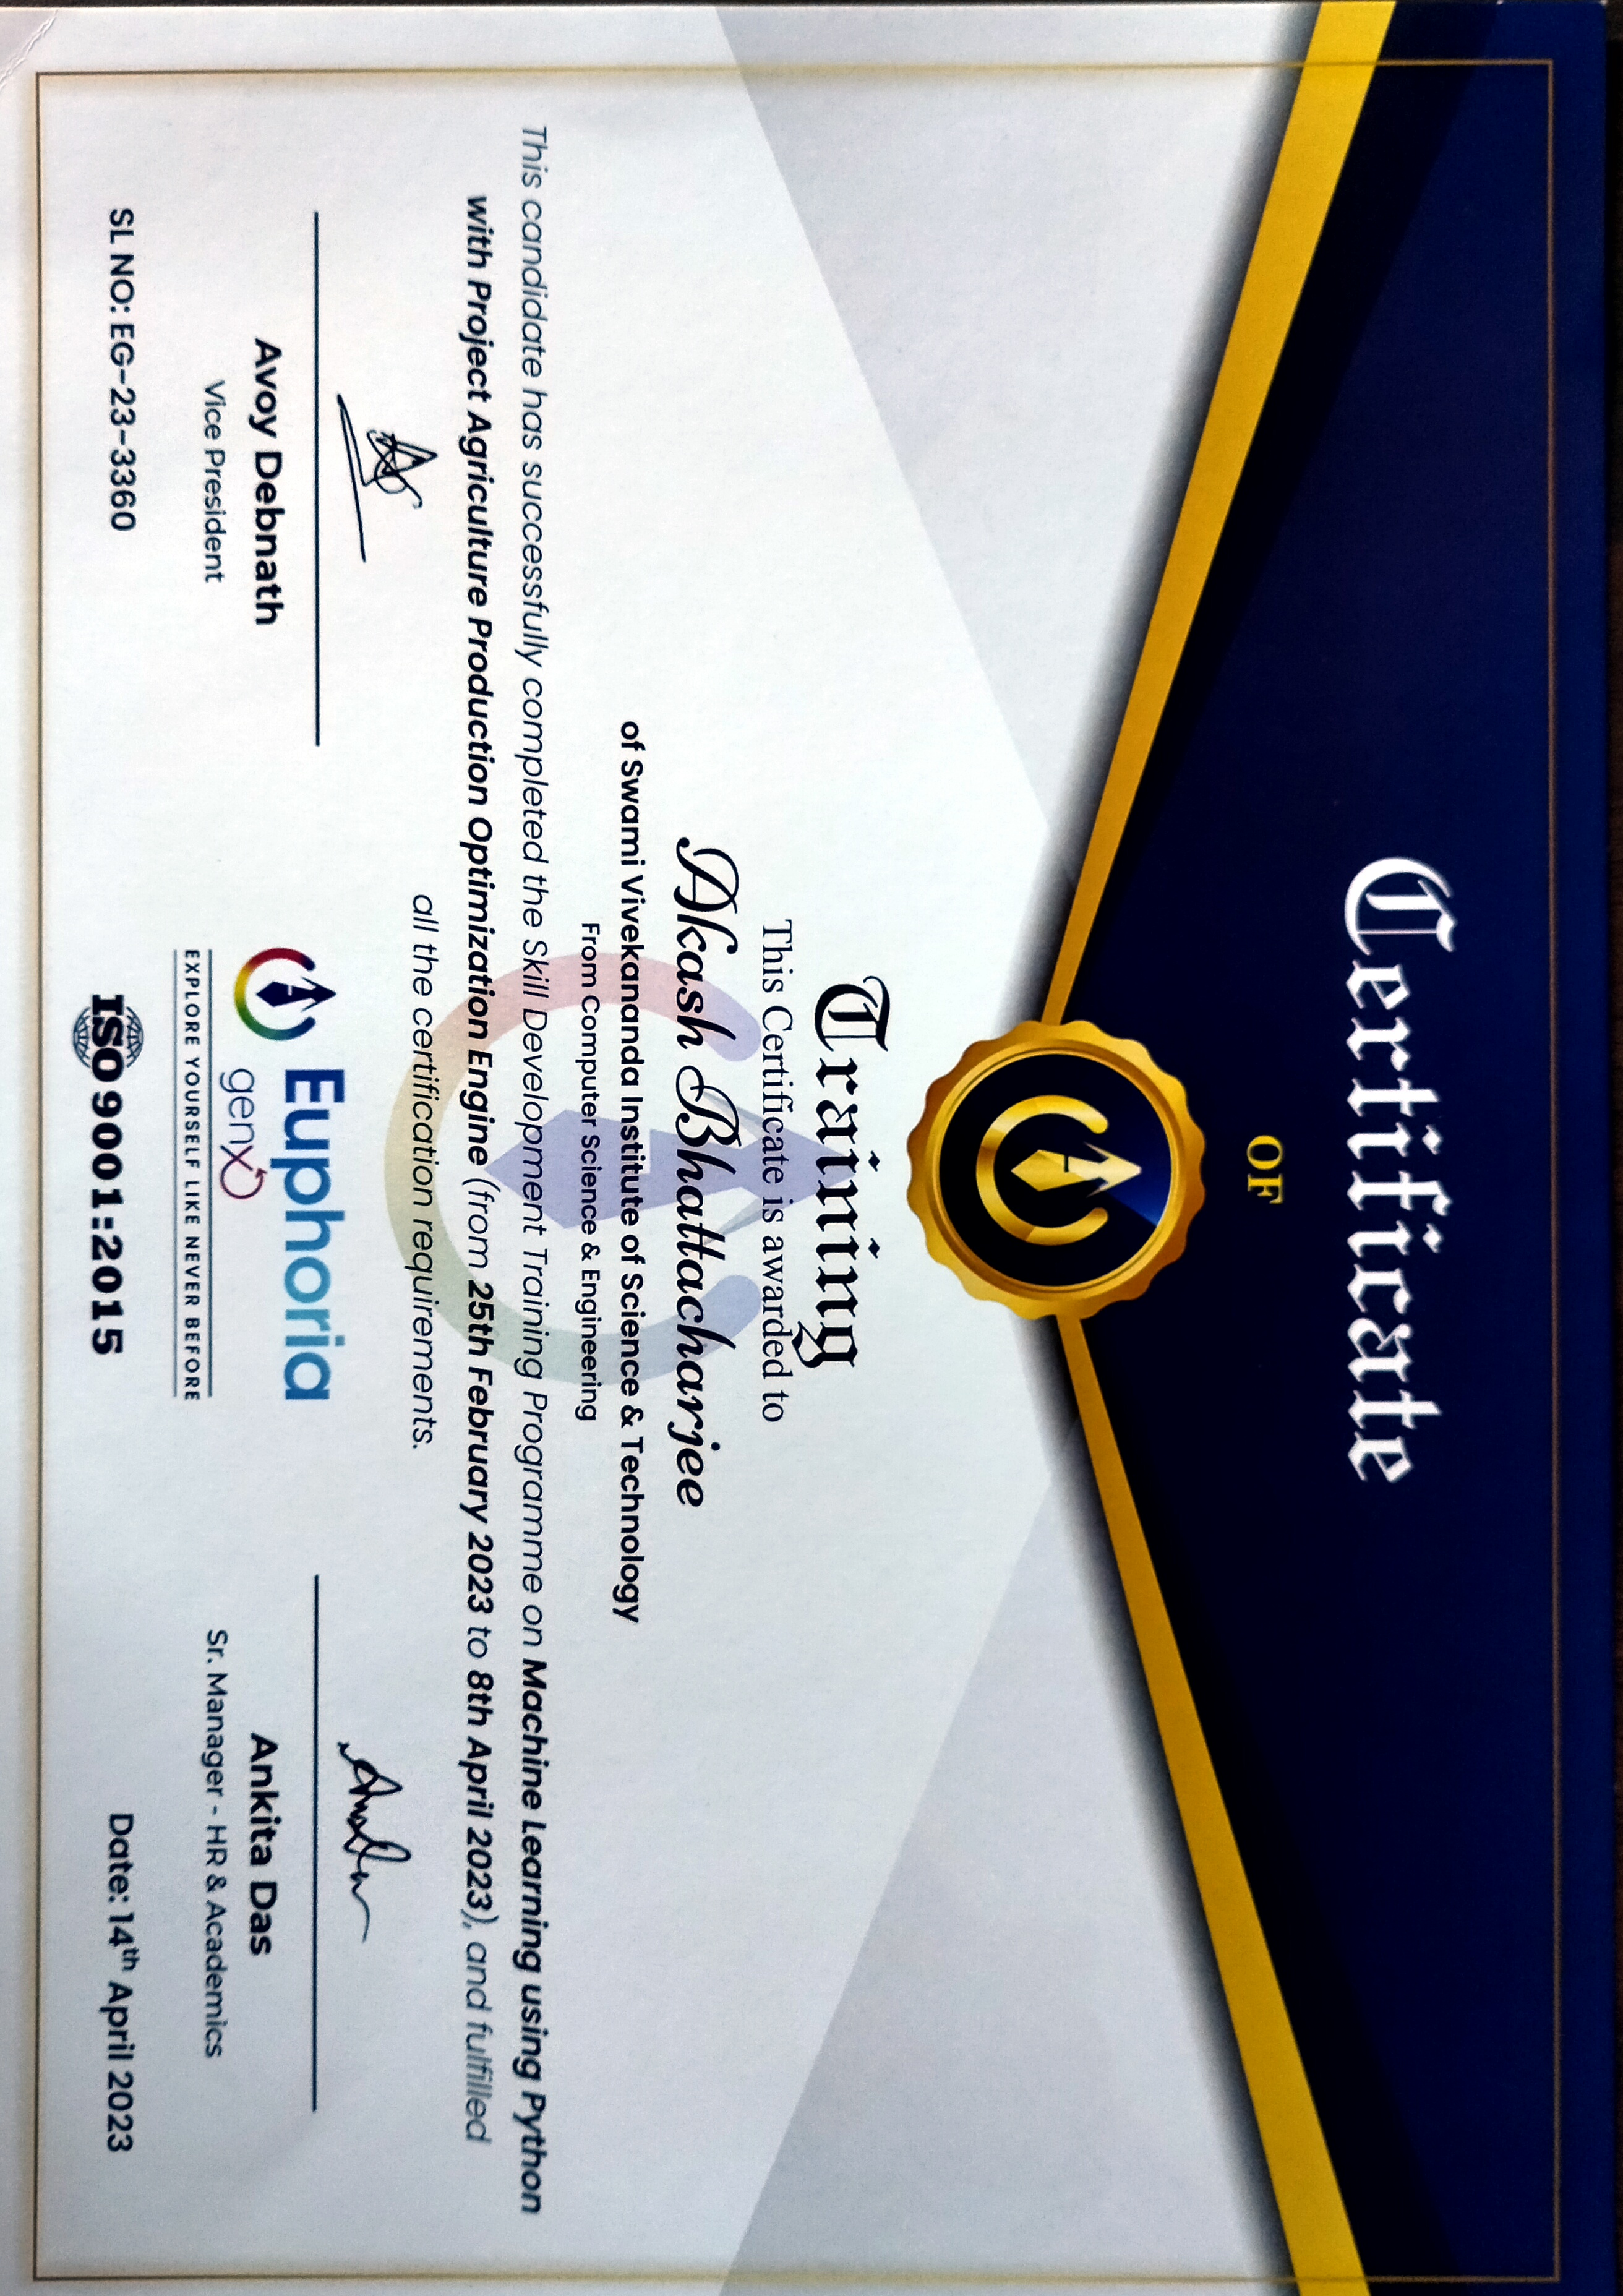 Certificate
OF
Training
This Certificate is awarded to
Akash Bhattacharjee
of Swami Vivekananda Institute of Science & Technology
From Computer Science & Engineering
This candidate has successfully completed the Skill Development Training Programme on Machine Learning using Python
with Project Agriculture Production Optimization Engine (from 25th February 2023 to 8th April 2023), and fulfilled
all the certification requirements.
Avoy Debnath
Vice President
Euphoria
genx
EXPLORE YOURSELF LIKE NEVER BEFORE
Ankita Das
Sr. Manager - HR & Academics
SL NO: EG-23-3360
ISO 9001:2015
Date: 14th April 2023